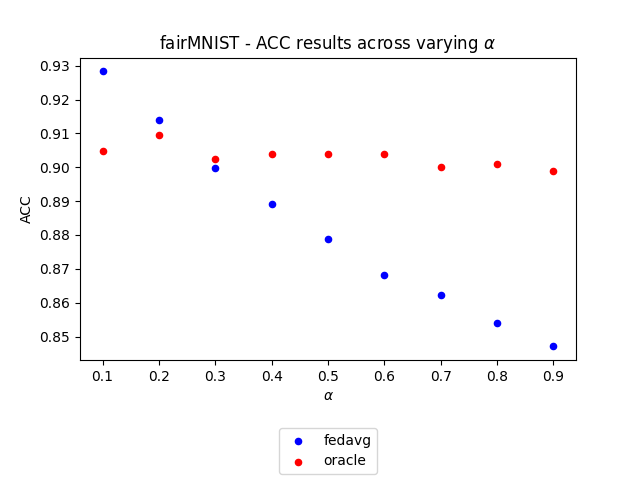 fairMNIST - ACC results across varying α
0.93
0.92
0.91
0.90
0.89
0.88
0.87
0.86
0.85
ACC
0.1 0.2 0.3 0.4 0.5 0.6 0.7 0.8 0.9
α
fedavg
oracle